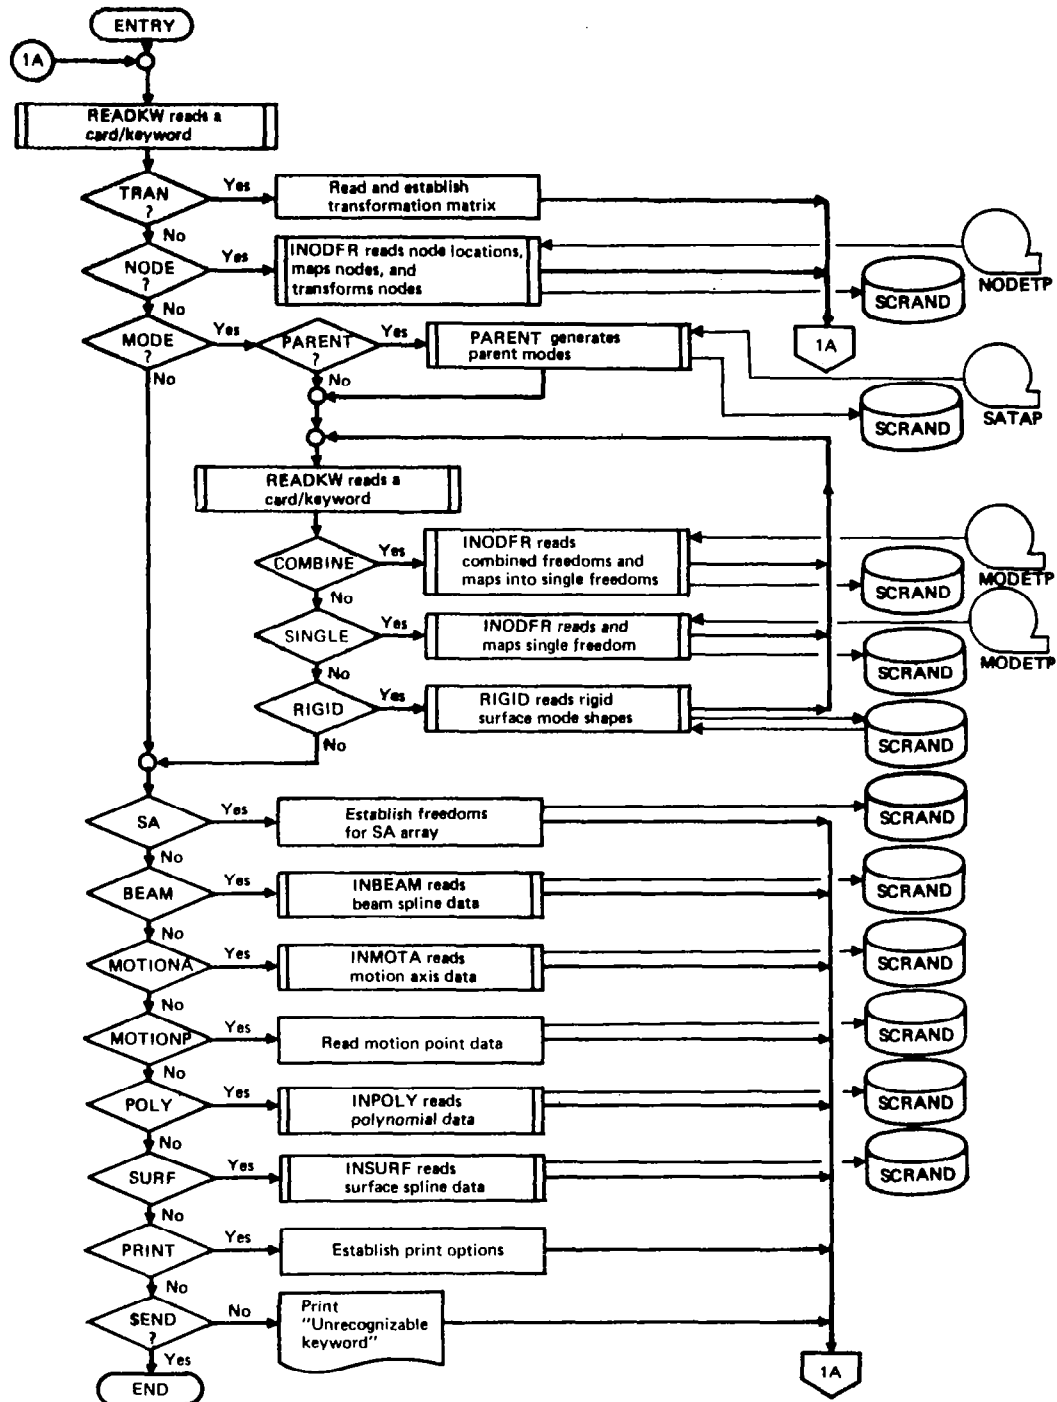 ENTRY
1A
READKW reads a
card/keyword
TRAN
?
Yes
Read and establish
transformation matrix
No
NODE
?
Yes
INODFR reads node locations,
maps nodes, and
transforms nodes
NODETP
SCRAND
No
MODE
?
Yes
PARENT
?
Yes
PARENT generates
parent modes
1A
No
No
SATAP
SCRAND
READKW reads a
card/keyword
COMBINE
Yes
INODFR reads
combined freedoms and
maps into single freedoms
MODETP
SCRAND
No
SINGLE
Yes
INODFR reads and
maps single freedom
MODETP
SCRAND
No
RIGID
Yes
RIGID reads rigid
surface mode shapes
SCRAND
No
SA
Yes
Establish freedoms
for SA array
SCRAND
No
BEAM
Yes
INBEAM reads
beam spline data
SCRAND
No
MOTIONA
Yes
INMOTA reads
motion axis data
SCRAND
No
MOTIONP
Yes
Read motion point data
SCRAND
No
POLY
Yes
INPOLY reads
polynomial data
SCRAND
No
SURF
Yes
INSURF reads
surface spline data
SCRAND
No
PRINT
Yes
Establish print options
No
$END
?
No
Print
"Unrecognizable
keyword"
Yes
END
1A